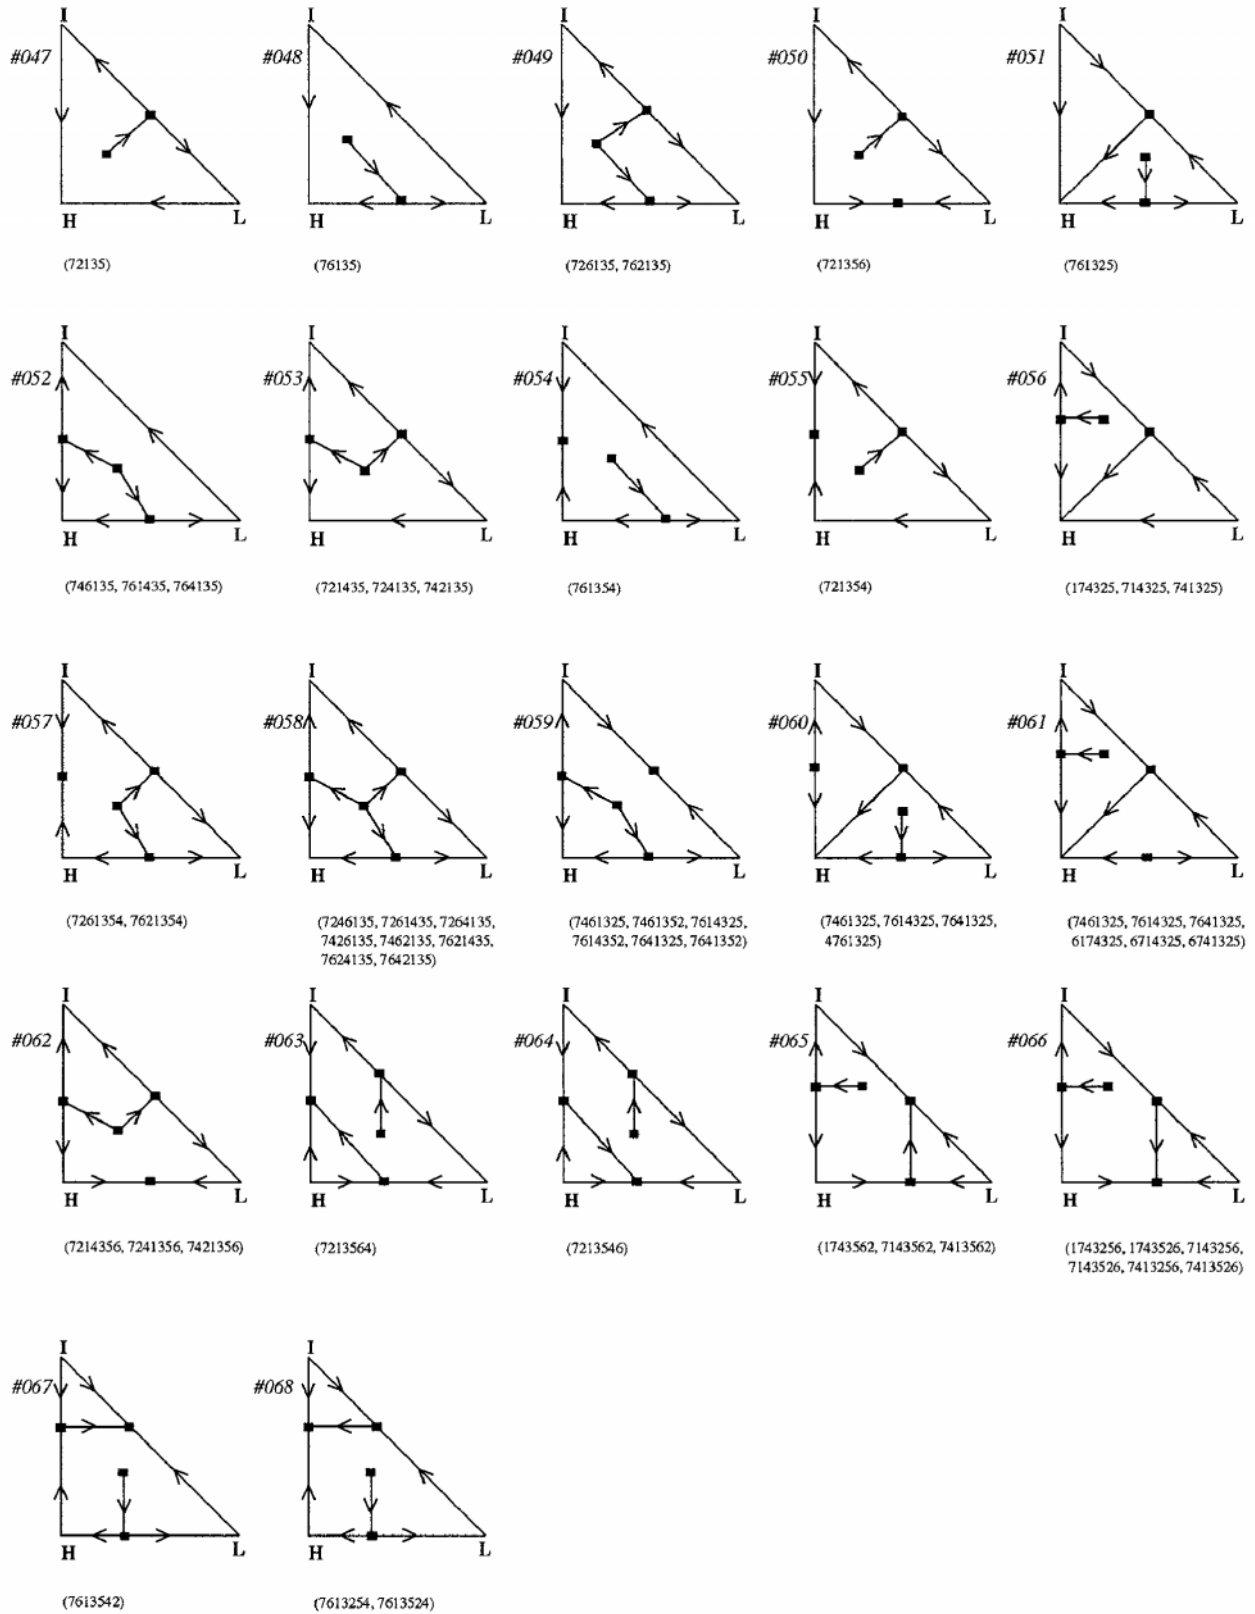 I I I I I
#047 #048 #049 #050 #051
H L H L H L H L H L
(72135) (76135) (726135, 762135) (721356) (761325)
I I I I I
#052 #053 #054 #055 #056
H L H L H L H L H L
(746135, 761435, 764135) (721435, 724135, 742135) (761354) (721354) (174325, 714325, 741325)
I I I I I
#057 #058 #059 #060 #061
H L H L H L H L H L
(7261354, 7621354) (7246135, 7261435, 7264135, (7461325, 7461352, 7614325, (7461325, 7614325, 7641325, (7461325, 7614325, 7641325,
7426135, 7462135, 7621435, 7614352, 7641325, 7641352) 4761325) 6174325, 6714325, 6741325)
7624135, 7642135)
I I I I I
#062 #063 #064 #065 #066
H L H L H L H L H L
(7214356, 7241356, 7421356) (7213564) (7213546) (1743562, 7143562, 7413562) (1743256, 1743526, 7143256,
7143526, 7413256, 7413526)
I I
#067 #068
H L H L
(7613542) (7613254, 7613524)